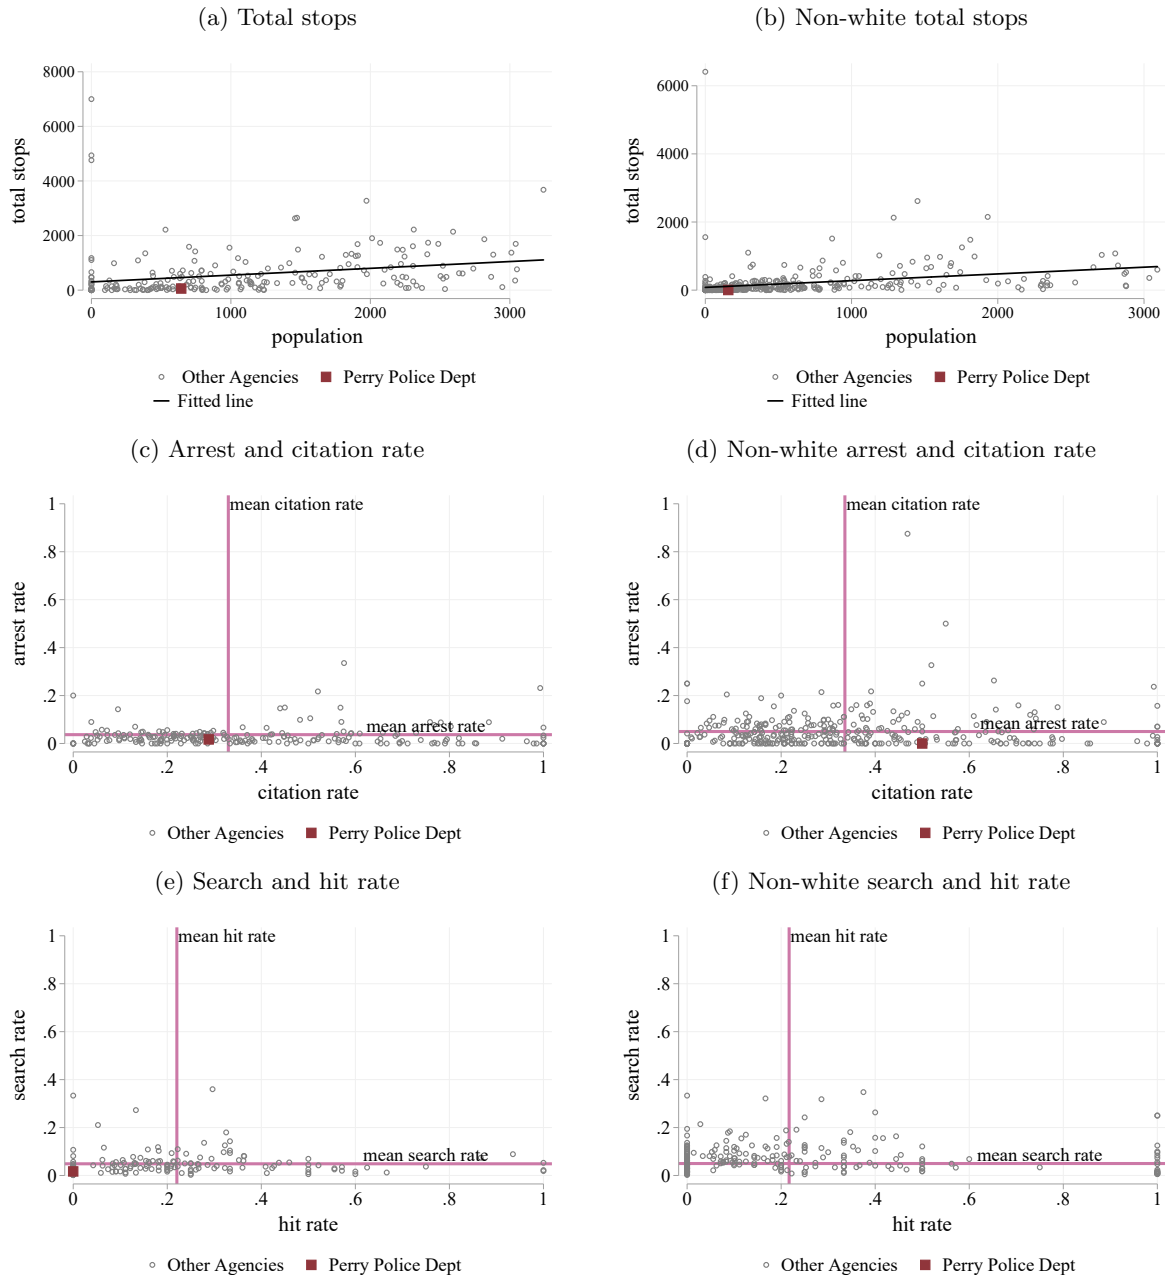 (a) Total stops
(b) Non-white total stops
total stops
8000
6000
4000
2000
0
0 1000 2000 3000
population
Other Agencies Perry Police Dept
Fitted line
total stops
6000
4000
2000
0
0 1000 2000 3000
population
Other Agencies Perry Police Dept
Fitted line
(c) Arrest and citation rate
(d) Non-white arrest and citation rate
arrest rate
1
.8
.6
.4
.2
0
mean citation rate
mean arrest rate
0 .2 .4 .6 .8 1
citation rate
Other Agencies Perry Police Dept
arrest rate
1
.8
.6
.4
.2
0
mean citation rate
mean arrest rate
0 .2 .4 .6 .8 1
citation rate
Other Agencies Perry Police Dept
(e) Search and hit rate
(f) Non-white search and hit rate
search rate
1
.8
.6
.4
.2
0
mean hit rate
mean search rate
0 .2 .4 .6 .8 1
hit rate
Other Agencies Perry Police Dept
search rate
1
.8
.6
.4
.2
0
mean hit rate
mean search rate
0 .2 .4 .6 .8 1
hit rate
Other Agencies Perry Police Dept